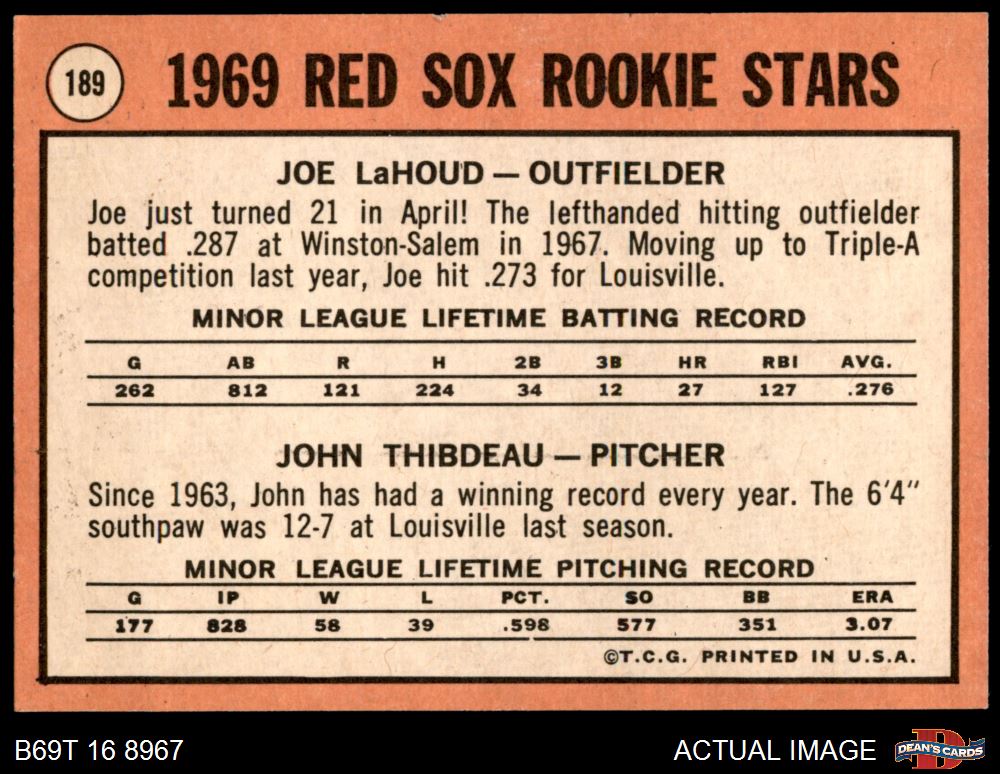 189
1969 RED SOX ROOKIE STARS
JOE LaHOUD — OUTFIELDER
Joe just turned 21 in April! The lefthanded hitting outfielder
batted .287 at Winston-Salem in 1967. Moving up to Triple-A
competition last year, Joe hit .273 for Louisville.
MINOR LEAGUE LIFETIME BATTING RECORD
G AB R H 2B 3B HR RBI AVG.
262 812 121 224 34 12 27 127 .276
JOHN THIBDEAU — PITCHER
Since 1963, John has had a winning record every year. The 6'4"
southpaw was 12-7 at Louisville last season.
MINOR LEAGUE LIFETIME PITCHING RECORD
G IP W L PCT. SO BB ERA
177 828 58 39 .598 577 351 3.07
©T.C.G. PRINTED IN U.S.A.
B69T 16 8967
ACTUAL IMAGE
D
DEAN'S CARDS